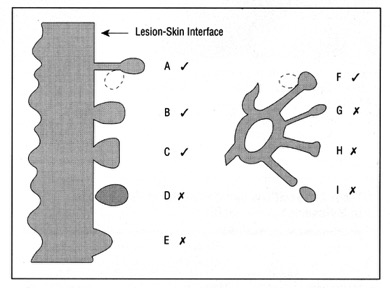 Lesion-Skin Interface
A ✓
B ✓
C ✓
D ✗
E ✗
F ✓
G ✗
H ✗
I ✗